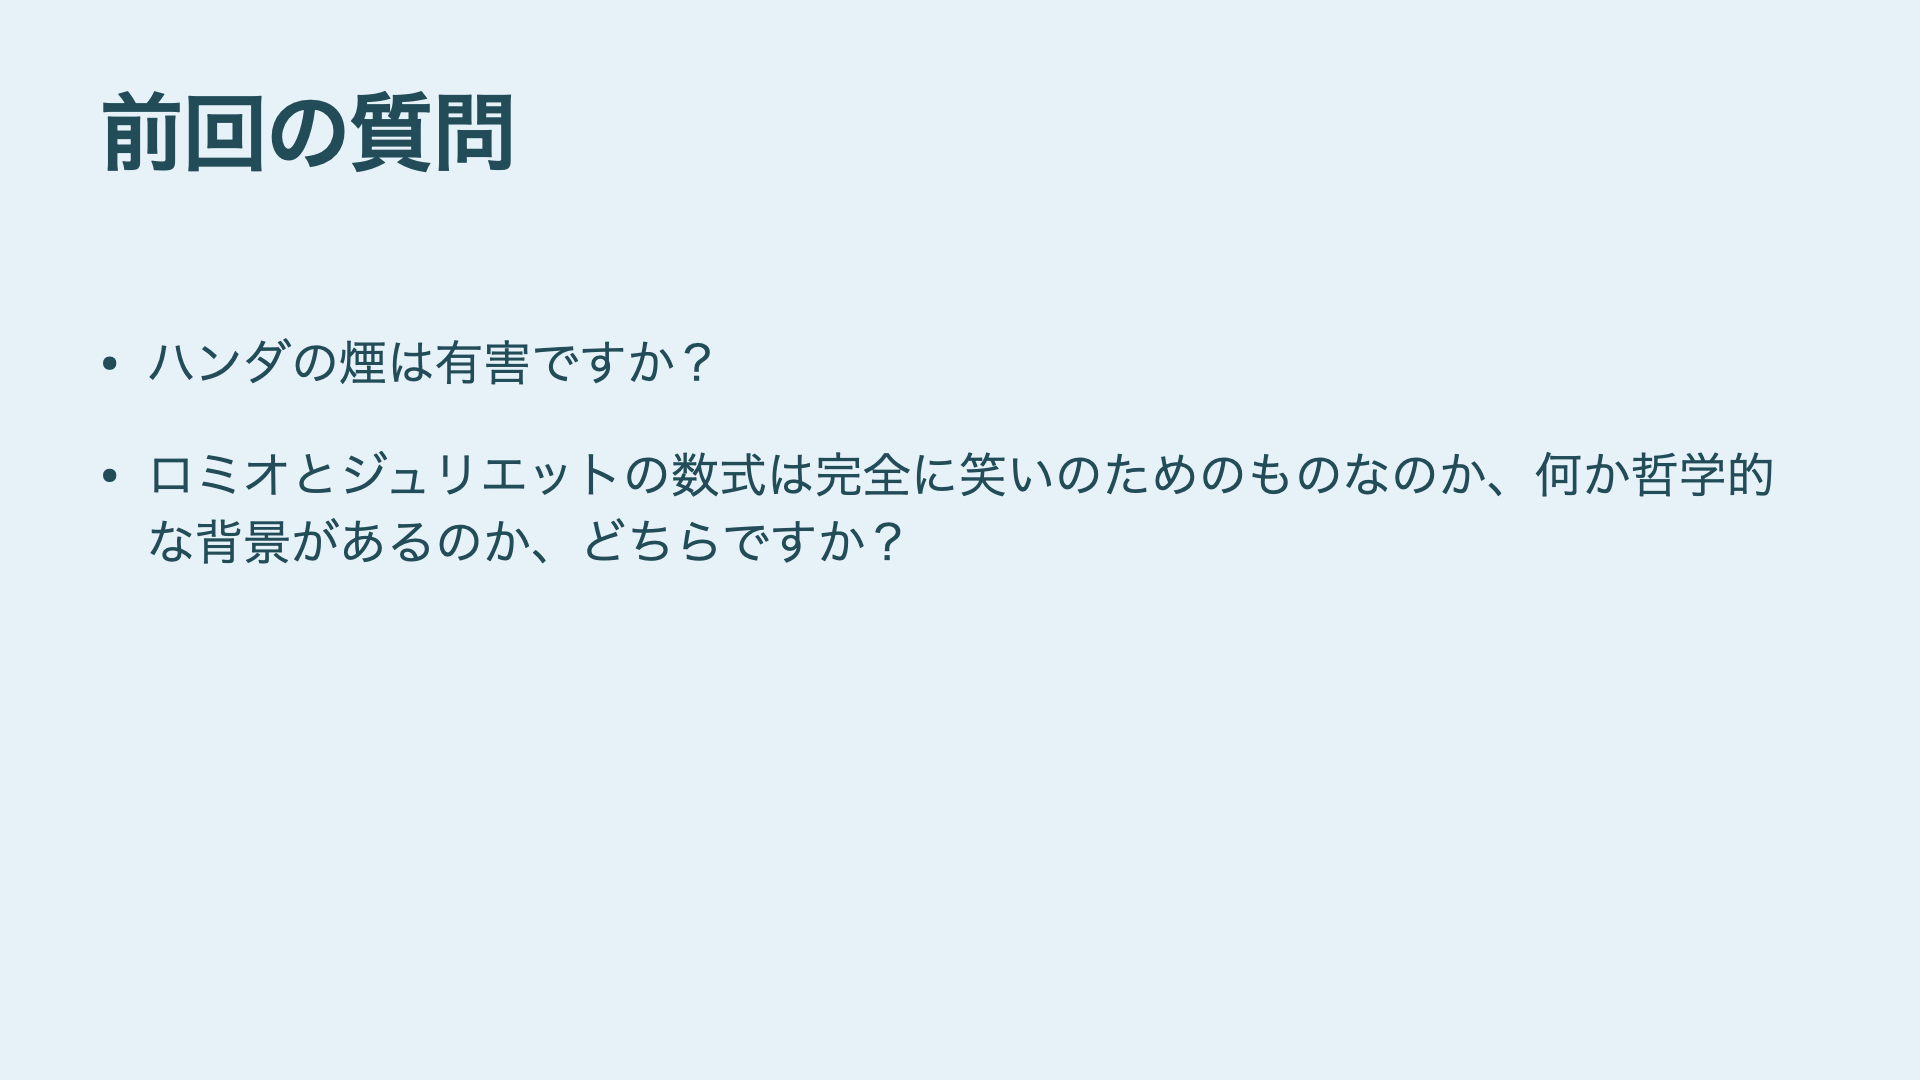 前回の質問
• ハンダの煙は有害ですか？
• ロミオとジュリエットの数式は完全に笑いのためのものなのか、何か哲学的
な背景があるのか、どちらですか？